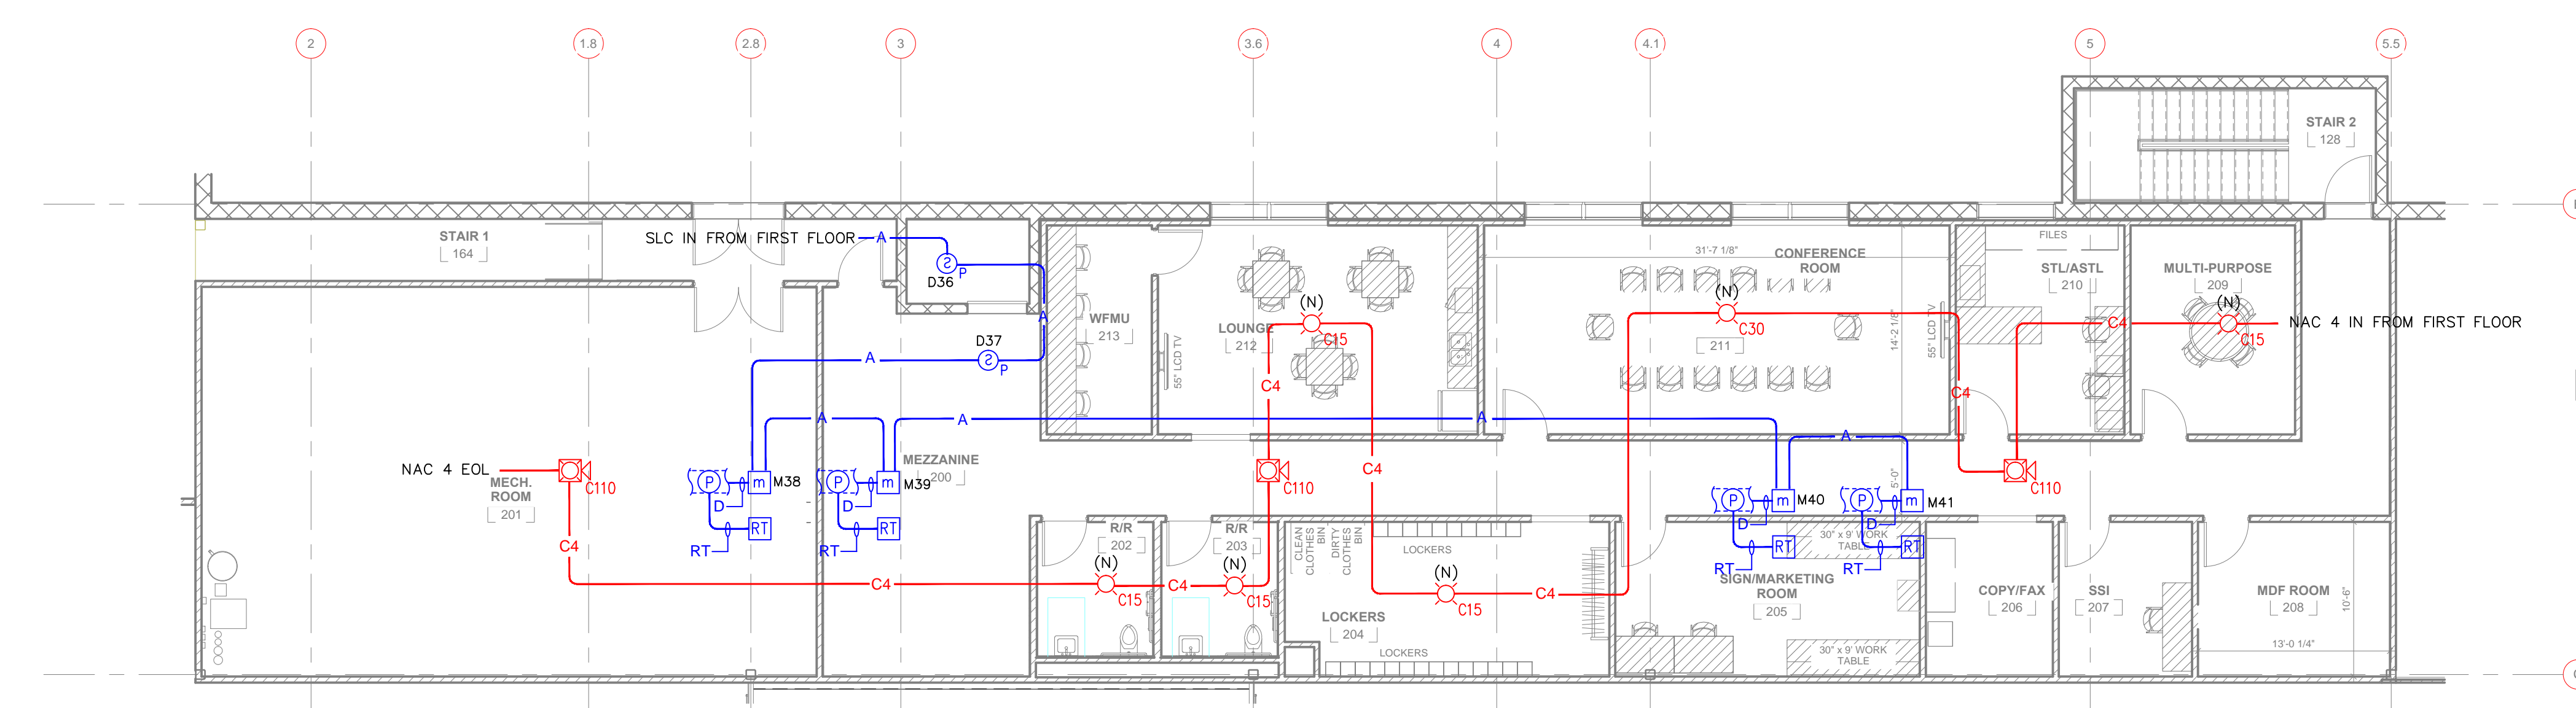 2
1.8
2.8
3
3.6
4
4.1
5
5.5
STAIR 2
128
STAIR 1
164
SLC IN FROM FIRST FLOOR
A
P
D36
A
WFMU
213
LOUNGE
212
55" LCD TV
(N)
C15
C4
31'-7 1/8"
CONFERENCE
ROOM
(N)
C30
211
14'-2 1/8"
55" LCD TV
FILES
STL/ASTL
210
MULTI-PURPOSE
209
(N)
C15
C4
NAC 4 IN FROM FIRST FLOOR
C4
D37
P
A
A
A
A
A
NAC 4 EOL
MECH.
ROOM
201
C110
C4
P
m
M38
D
RT
RT
MEZZANINE
200
P
m
M39
D
RT
RT
C110
C4
C110
5'-0"
P
m
M40
D
RT
RT
P
m
M41
D
RT
RT
R/R
202
(N)
C15
C4
R/R
203
(N)
C15
C4
CLEAN
CLOTHES
BIN
DIRTY
CLOTHES
BIN
LOCKERS
(N)
C15
C4
LOCKERS
204
LOCKERS
30" x 9' WORK
TABLE
SIGN/MARKETING
ROOM
205
30" x 9' WORK
TABLE
COPY/FAX
206
SSI
207
MDF ROOM
208
10'-6"
13'-0 1/4"